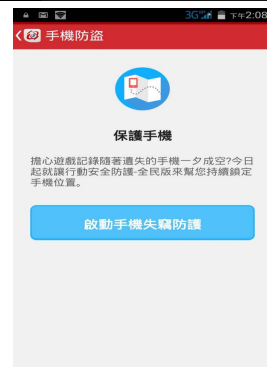 3G 下午2:08
手機防盜
保護手機
擔心遊戲記錄隨著遺失的手機一夕成空?今日
起就讓行動安全防護-全民版來幫您持續鎖定
手機位置。
啟動手機失竊防護